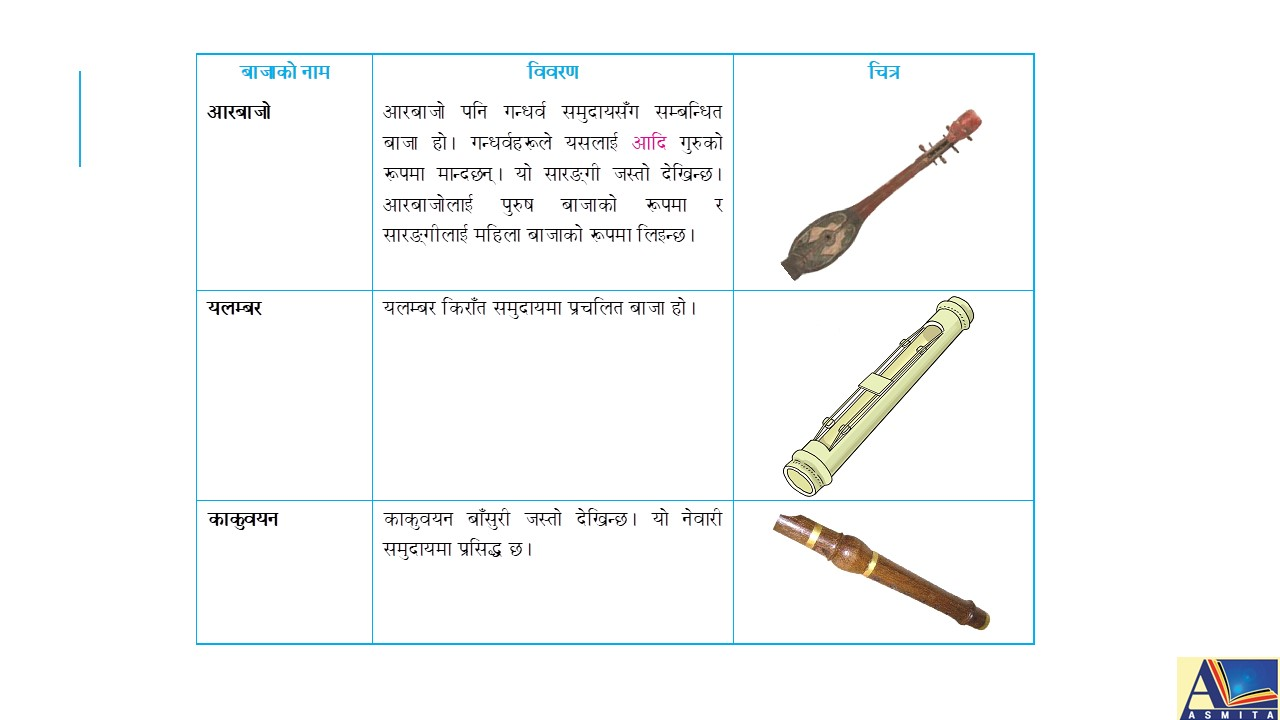 बाजाको नाम
विवरण
चित्र
आरबाजो
आरबाजो पनि गन्धर्व समुदायसँग सम्बन्धित
बाजा हो। गन्धर्वहरूले यसलाई आदि गुरुको
रूपमा मान्दछन्। यो सारङ्गी जस्तो देखिन्छ।
आरबाजोलाई पुरुष बाजाको रूपमा र
सारङ्गीलाई महिला बाजाको रूपमा लिइन्छ।
यलम्बर
यलम्बर किराँत समुदायमा प्रचलित बाजा हो।
काकुवयन
काकुवयन बाँसुरी जस्तो देखिन्छ। यो नेवारी
समुदायमा प्रसिद्ध छ।
ASMITA